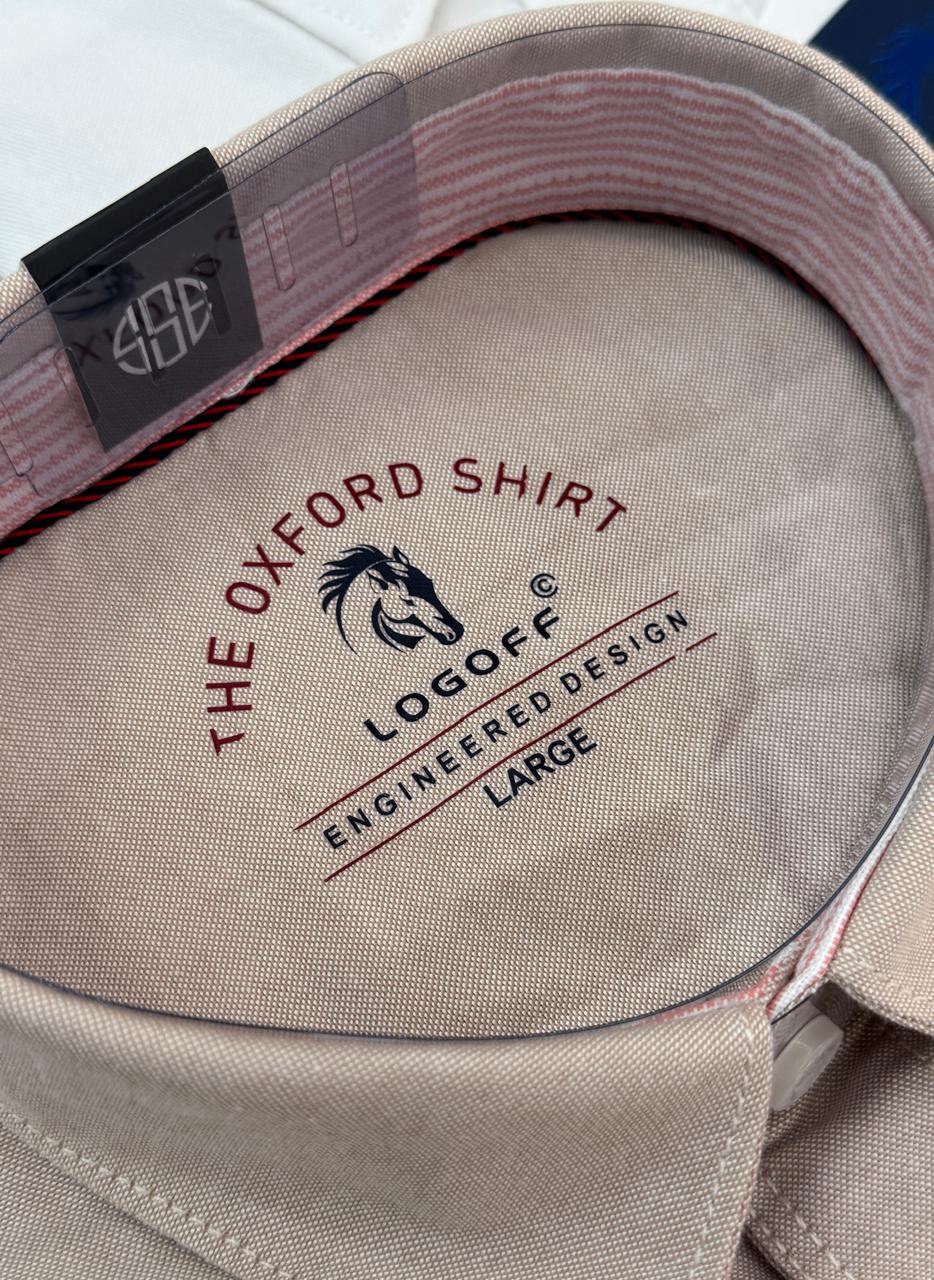 THE OXFORD SHIRT
©
LOGOFF
ENGINEERED DESIGN
LARGE